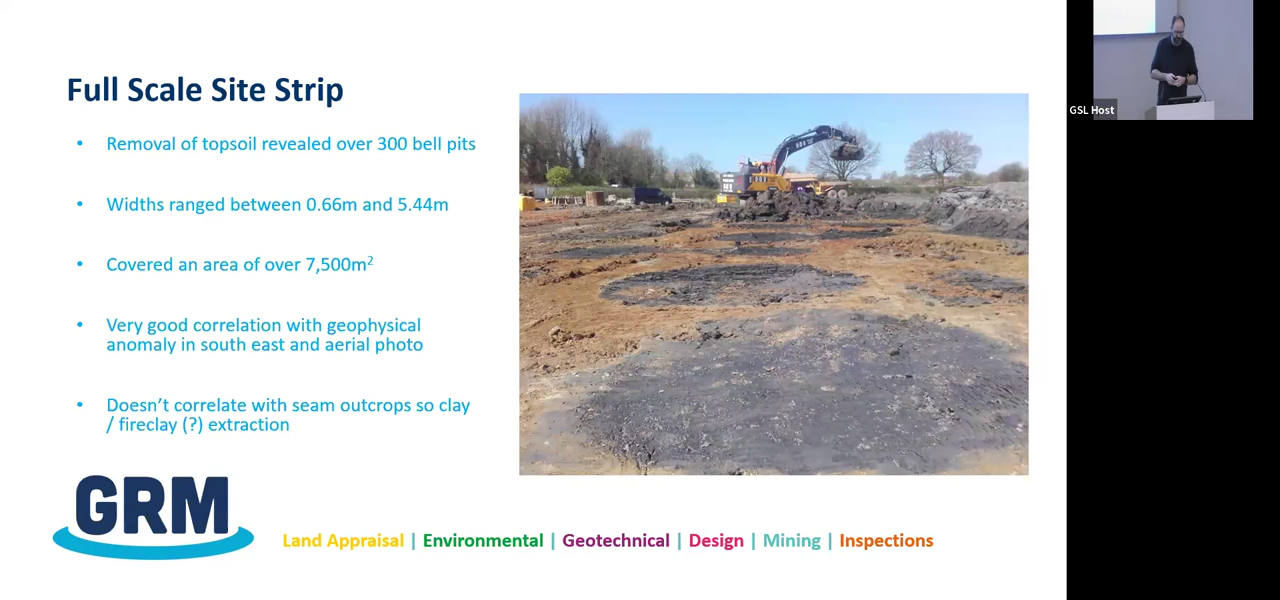 Full Scale Site Strip
• Removal of topsoil revealed over 300 bell pits
• Widths ranged between 0.66m and 5.44m
• Covered an area of over 7,500m²
• Very good correlation with geophysical
anomaly in south east and aerial photo
• Doesn't correlate with seam outcrops so clay
/ fireclay (?) extraction
GRM
Land Appraisal | Environmental | Geotechnical | Design | Mining | Inspections
GSL Host